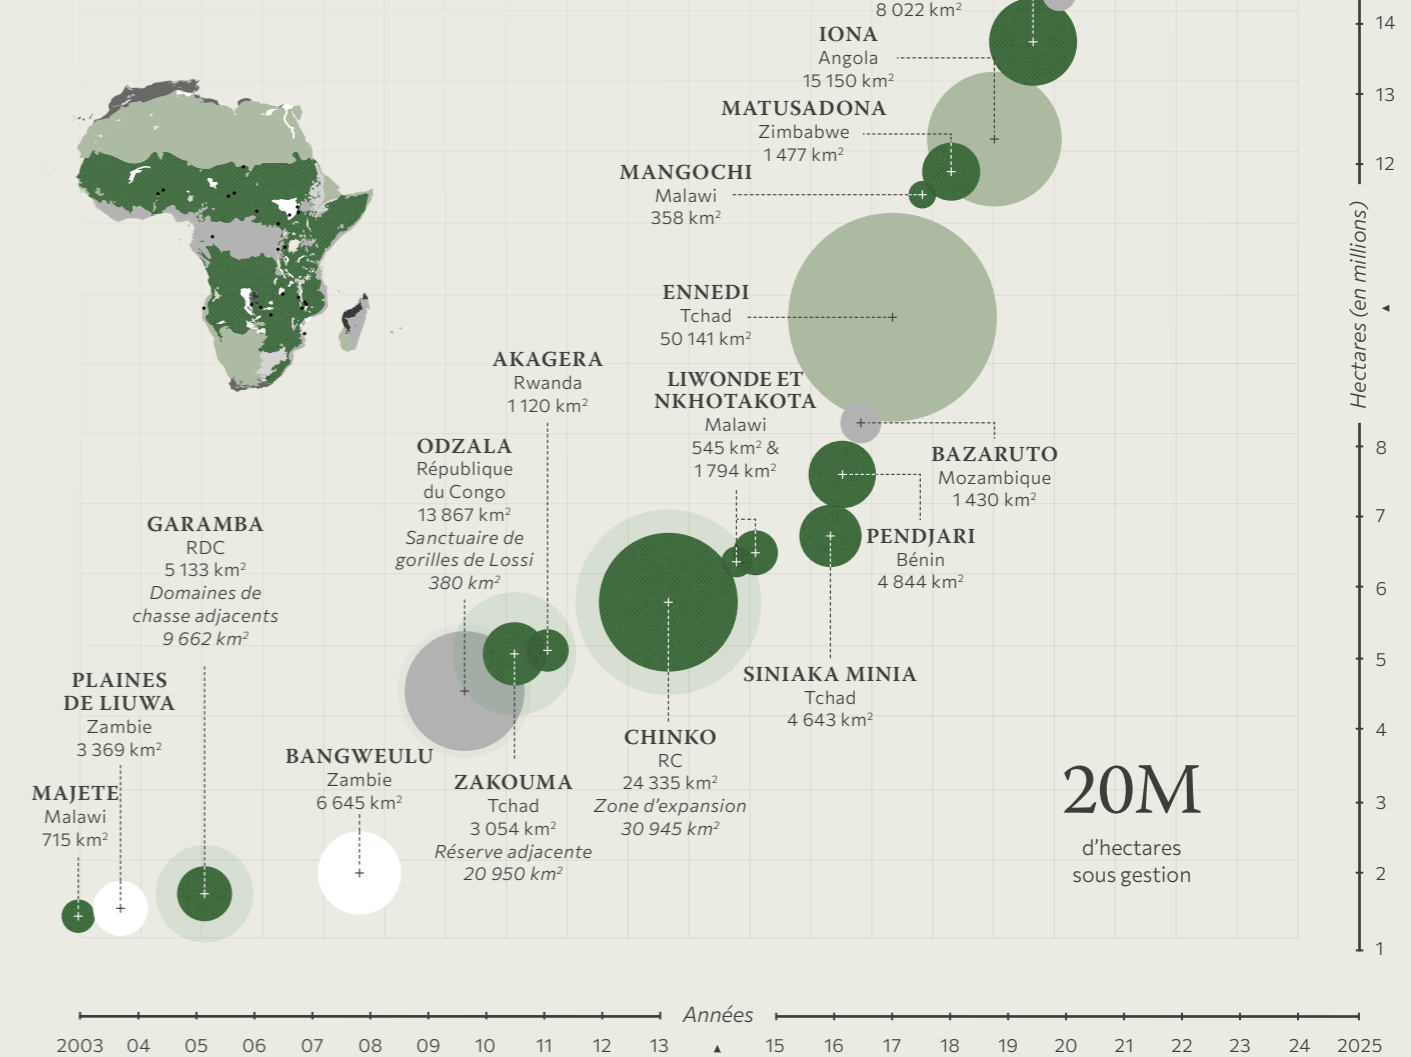 8 022 km²
IONA
Angola
15 150 km²
MATUSADONA
Zimbabwe
1 477 km²
MANGOCHI
Malawi
358 km²
ENNEDI
Tchad
50 141 km²
AKAGERA
Rwanda
1 120 km²
LIWONDE ET
NKHOTAKOTA
Malawi
545 km² &
1 794 km²
ODZALA
République
du Congo
13 867 km²
Sanctuaire de
gorilles de Lossi
380 km²
BAZARUTO
Mozambique
1 430 km²
GARAMBA
RDC
5 133 km²
Domaines de
chasse adjacents
9 662 km²
PENDJARI
Bénin
4 844 km²
PLAINES
DE LIUWA
Zambie
3 369 km²
SINIAKA MINIA
Tchad
4 643 km²
CHINKO
RC
24 335 km²
Zone d’expansion
30 945 km²
BANGWEULU
Zambie
6 645 km²
ZAKOUMA
Tchad
3 054 km²
Réserve adjacente
20 950 km²
MAJETE
Malawi
715 km²
20M
d’hectares
sous gestion
14
13
12
Hectares (en millions)
8
7
6
5
4
3
2
1
Années
2003 04 05 06 07 08 09 10 11 12 13 15 16 17 18 19 20 21 22 23 24 2025